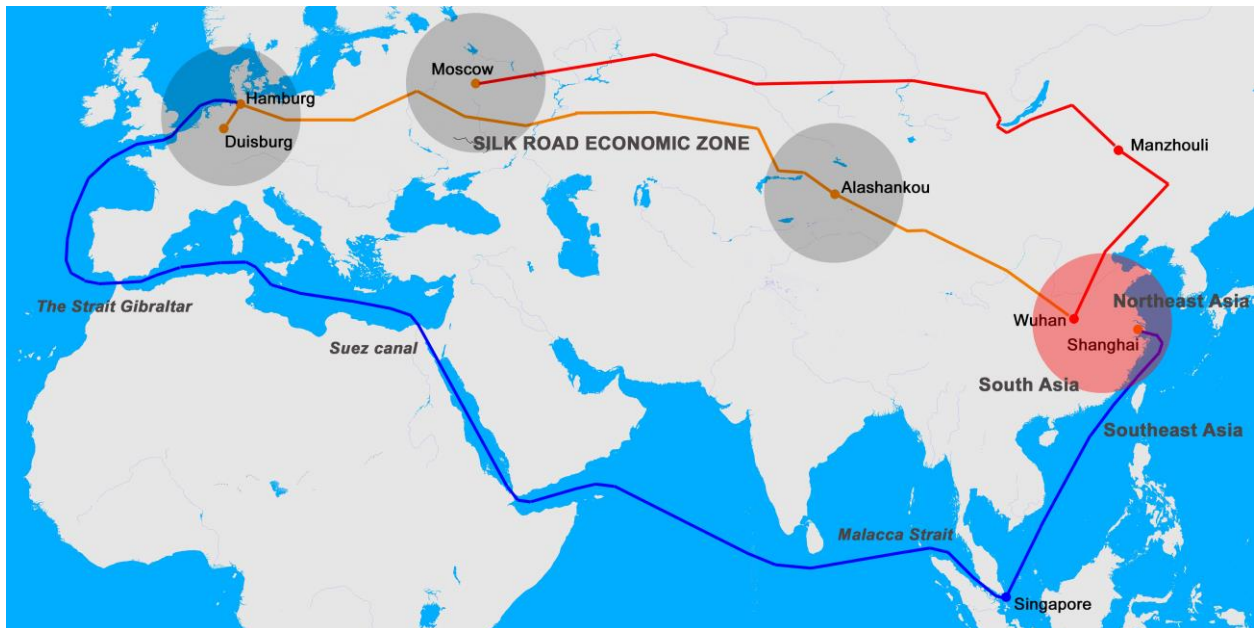 Moscow
Hamburg
Duisburg
SILK ROAD ECONOMIC ZONE
Manzhouli
Alashankou
The Strait Gibraltar
Northeast Asia
Wuhan
Suez canal
Shanghai
South Asia
Southeast Asia
Malacca Strait
Singapore